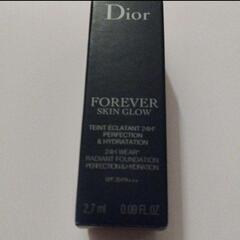 Dior
FOREVER
SKIN GLOW
TEINT ÉCLATANT 24H*
PERFECTION
& HYDRATATION
24H WEAR*
RADIANT FOUNDATION
PERFECTION & HYDRATION
2.7 ml 0.09 FL.OZ